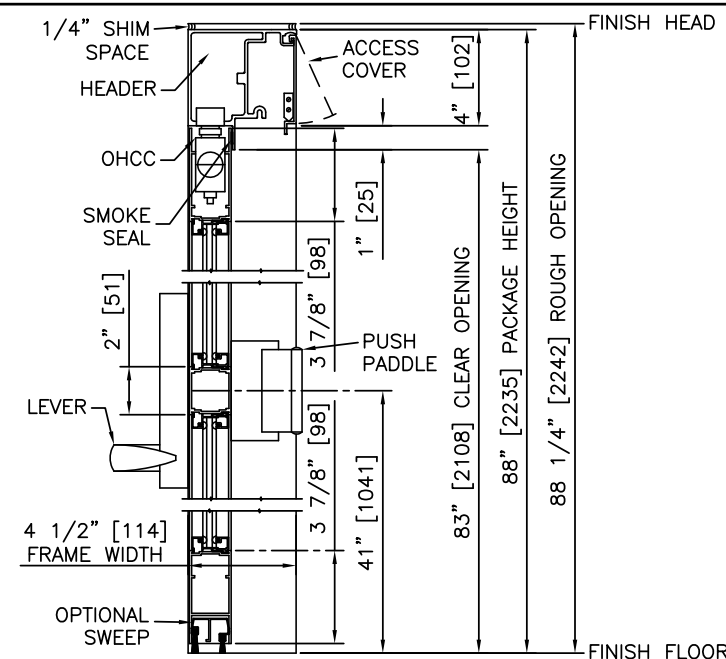 1/4" SHIM
SPACE
FINISH HEAD
HEADER
ACCESS
COVER
4" [102]
OHCC
SMOKE
SEAL
1" [25]
2" [51]
3 7/8" [98]
PUSH
PADDLE
LEVER
3 7/8" [98]
41" [1041]
83" [2108] CLEAR OPENING
88" [2235] PACKAGE HEIGHT
88 1/4" [2242] ROUGH OPENING
4 1/2" [114]
FRAME WIDTH
OPTIONAL
SWEEP
FINISH FLOOR